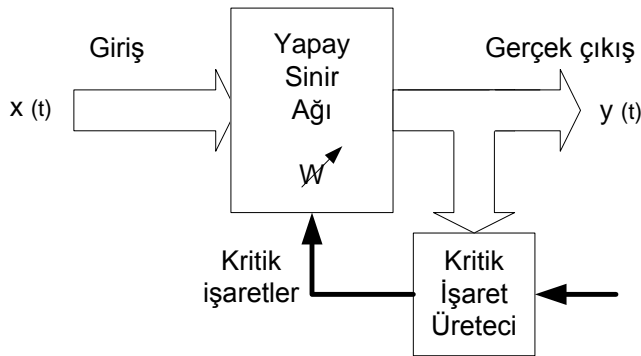 Giriş
x (t)
Yapay
Sinir
Ağı
W
Gerçek çıkış
y (t)
Kritik
işaretler
Kritik
İşaret
Üreteci